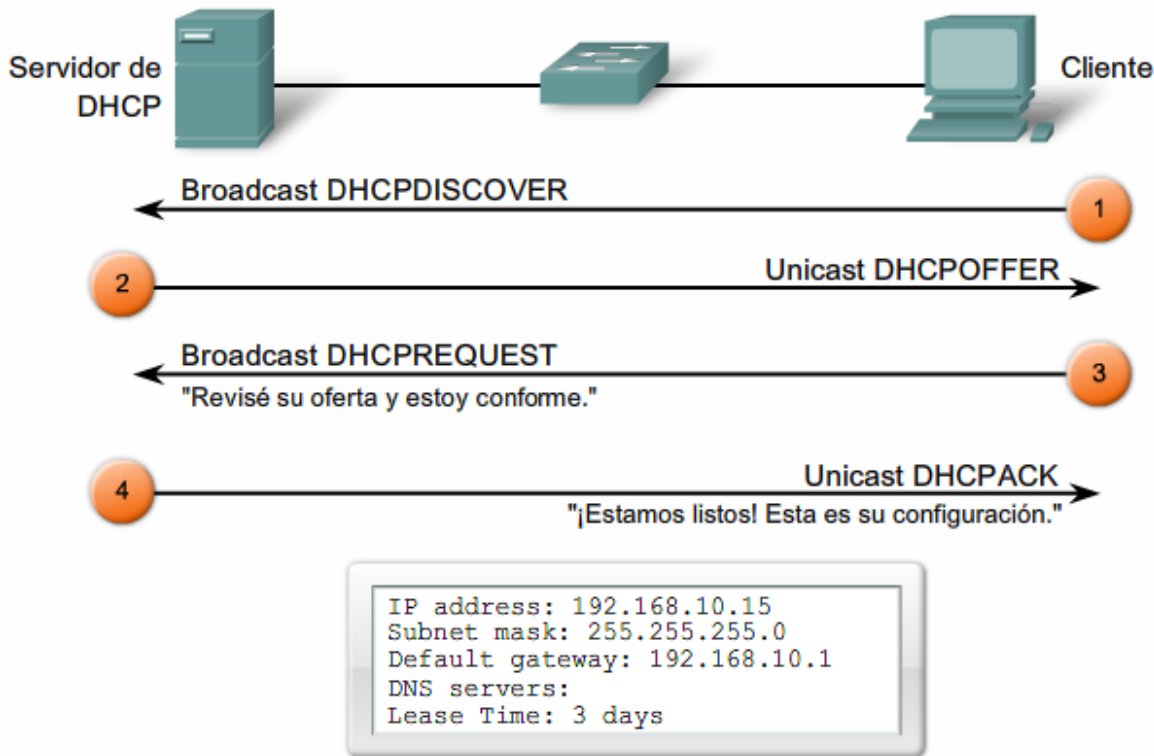 Servidor de
DHCP
Cliente
Broadcast DHCPDISCOVER
1
2
Unicast DHCPOFFER
Broadcast DHCPREQUEST
3
"Revisé su oferta y estoy conforme."
4
Unicast DHCPACK
"¡Estamos listos! Esta es su configuración."
IP address: 192.168.10.15
Subnet mask: 255.255.255.0
Default gateway: 192.168.10.1
DNS servers:
Lease Time: 3 days